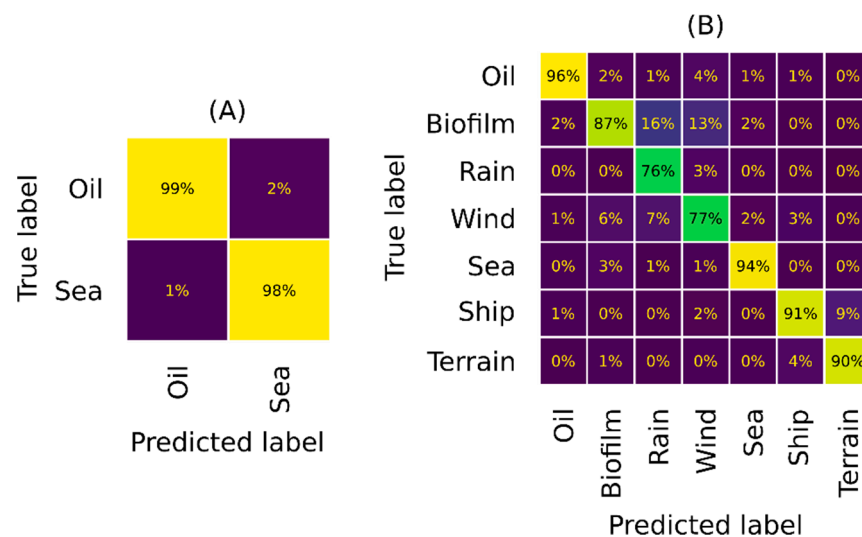 (A)
True label
Oil 99% 2%
Sea 1% 98%
Oil Sea
Predicted label
(B)
True label
Oil 96% 2% 1% 4% 1% 1% 0%
Biofilm 2% 87% 16% 13% 2% 0% 0%
Rain 0% 0% 76% 3% 0% 0% 0%
Wind 1% 6% 7% 77% 2% 3% 0%
Sea 0% 3% 1% 1% 94% 0% 0%
Ship 1% 0% 0% 2% 0% 91% 9%
Terrain 0% 1% 0% 0% 0% 4% 90%
Oil Biofilm Rain Wind Sea Ship Terrain
Predicted label